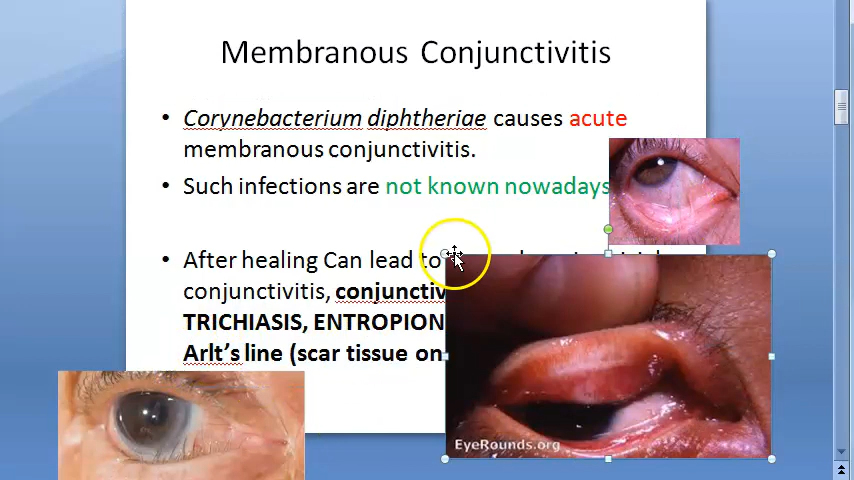 Membranous Conjunctivitis
• Corynebacterium diphtheriae causes acute
membranous conjunctivitis.
• Such infections are not known nowadays
• After healing Can lead to
conjunctivitis, conjunctiv
TRICHIASIS, ENTROPION
Arlt's line (scar tissue on
EyeRounds.org